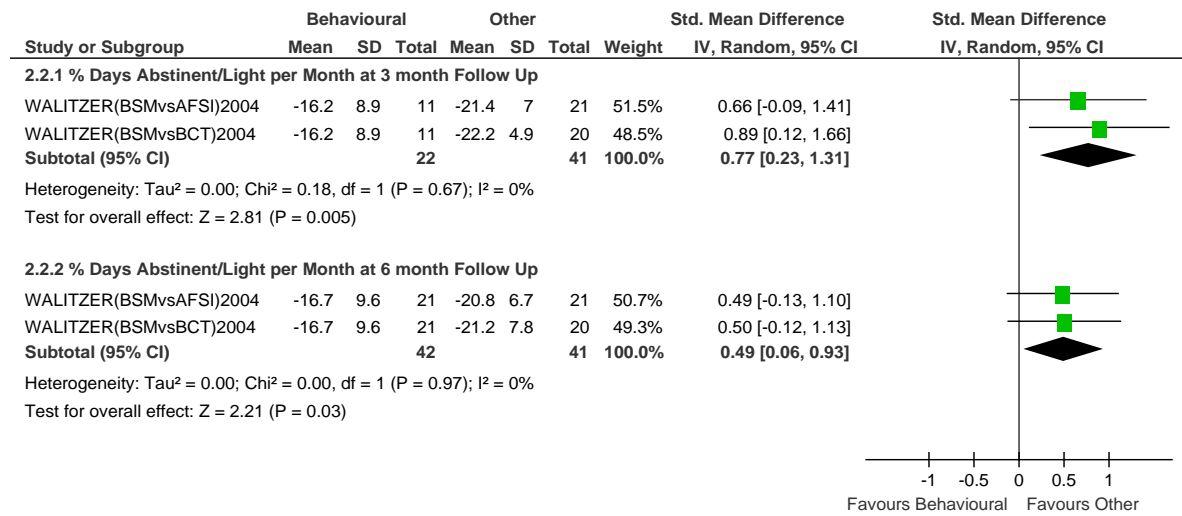 Behavioural Other Std. Mean Difference Std. Mean Difference
Study or Subgroup Mean SD Total Mean SD Total Weight IV, Random, 95% CI IV, Random, 95% CI
2.2.1 % Days Abstinent/Light per Month at 3 month Follow Up
WALITZER(BSMvsAFSI)2004 -16.2 8.9 11 -21.4 7 21 51.5% 0.66 [-0.09, 1.41]
WALITZER(BSMvsBCT)2004 -16.2 8.9 11 -22.2 4.9 20 48.5% 0.89 [0.12, 1.66]
Subtotal (95% CI) 22 41 100.0% 0.77 [0.23, 1.31]
Heterogeneity: Tau² = 0.00; Chi² = 0.18, df = 1 (P = 0.67); I² = 0%
Test for overall effect: Z = 2.81 (P = 0.005)
2.2.2 % Days Abstinent/Light per Month at 6 month Follow Up
WALITZER(BSMvsAFSI)2004 -16.7 9.6 21 -20.8 6.7 21 50.7% 0.49 [-0.13, 1.10]
WALITZER(BSMvsBCT)2004 -16.7 9.6 21 -21.2 7.8 20 49.3% 0.50 [-0.12, 1.13]
Subtotal (95% CI) 42 41 100.0% 0.49 [0.06, 0.93]
Heterogeneity: Tau² = 0.00; Chi² = 0.00, df = 1 (P = 0.97); I² = 0%
Test for overall effect: Z = 2.21 (P = 0.03)
-1 -0.5 0 0.5 1
Favours Behavioural Favours Other